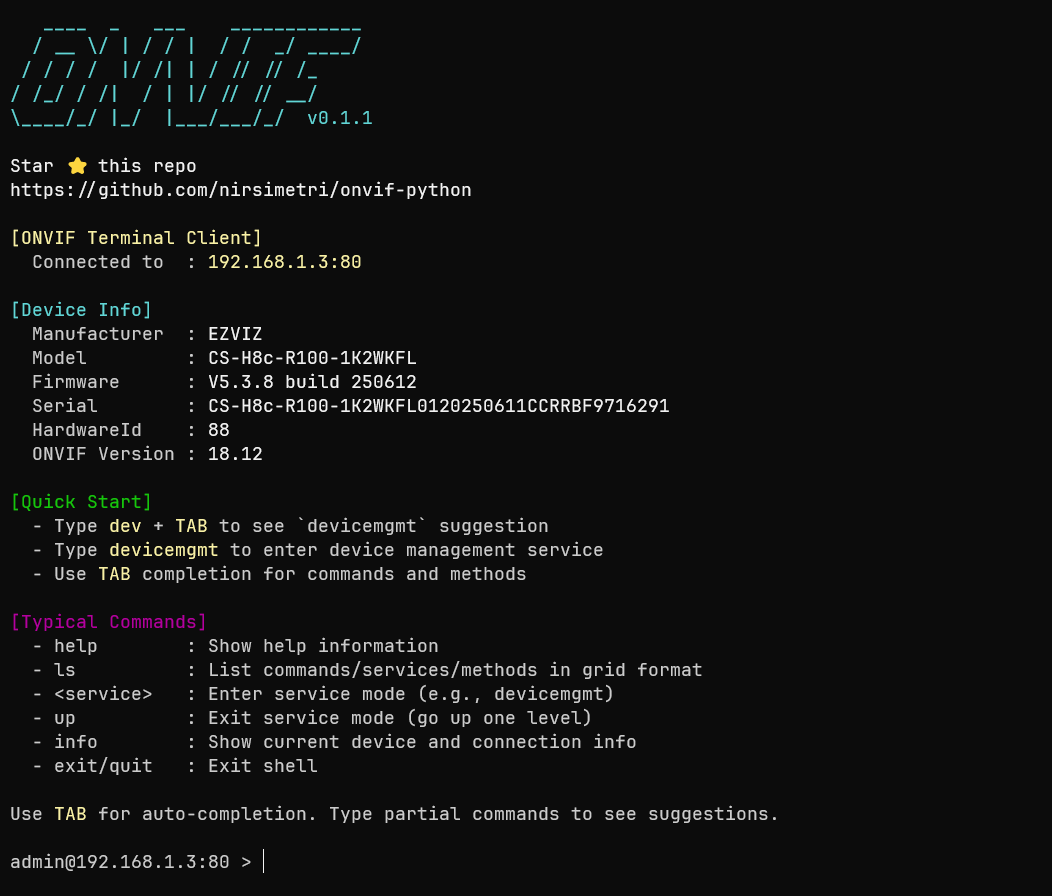 ONVIF v0.1.1
Star ⭐ this repo
https://github.com/nirsimetri/onvif-python
[ONVIF Terminal Client]
Connected to : 192.168.1.3:80
[Device Info]
Manufacturer : EZVIZ
Model : CS-H8c-R100-1K2WKFL
Firmware : V5.3.8 build 250612
Serial : CS-H8c-R100-1K2WKFL0120250611CCRRBF9716291
HardwareId : 88
ONVIF Version : 18.12
[Quick Start]
- Type dev + TAB to see `devicemgmt` suggestion
- Type devicemgmt to enter device management service
- Use TAB completion for commands and methods
[Typical Commands]
- help : Show help information
- ls : List commands/services/methods in grid format
- <service> : Enter service mode (e.g., devicemgmt)
- up : Exit service mode (go up one level)
- info : Show current device and connection info
- exit/quit : Exit shell
Use TAB for auto-completion. Type partial commands to see suggestions.
admin@192.168.1.3:80 >